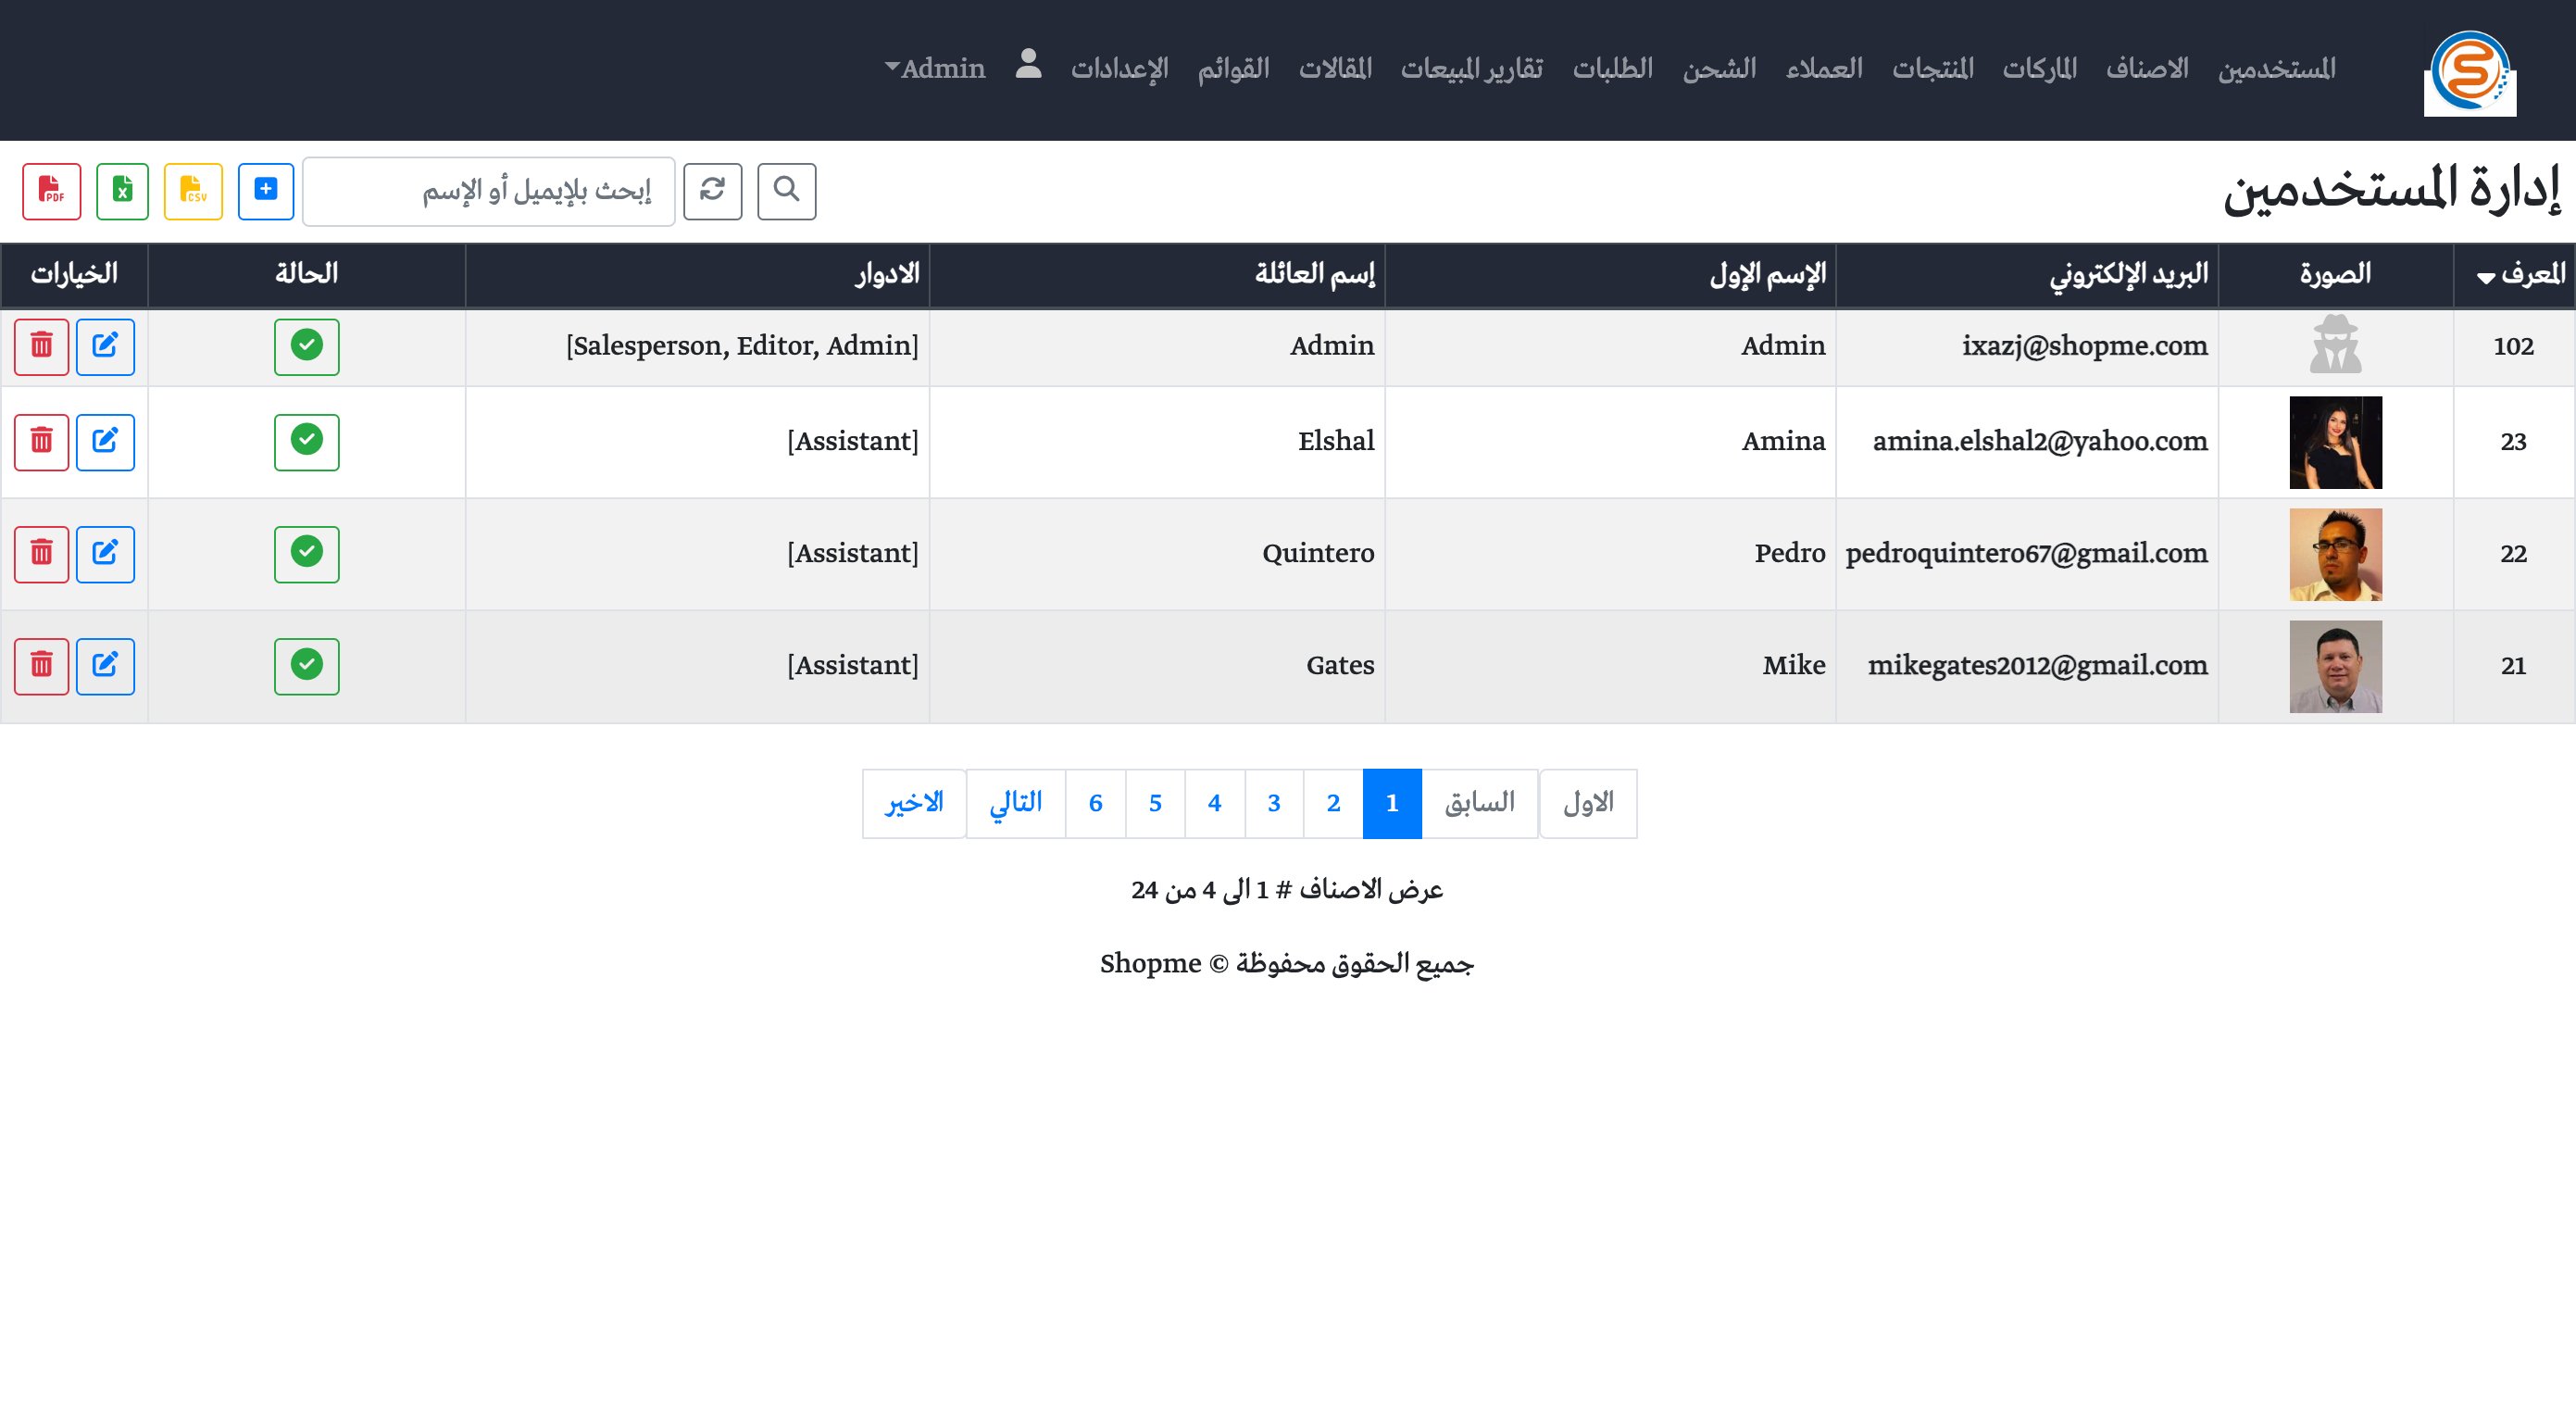 المستخدمين الاصناف الماركات المنتجات العملاء الشحن الطلبات تقارير المبيعات المقالات القوائم الإعدادات Admin
إدارة المستخدمين
إبحث بلإيميل أو الإسم
CSV
PDF
المعرف الصورة البريد الإلكتروني الإسم الإول إسم العائلة الادوار الحالة الخيارات
102 ixazj@shopme.com Admin Admin [Salesperson, Editor, Admin]
23 amina.elshal2@yahoo.com Amina Elshal [Assistant]
22 pedroquintero67@gmail.com Pedro Quintero [Assistant]
21 mikegates2012@gmail.com Mike Gates [Assistant]
الاول السابق 1 2 3 4 5 6 التالي الاخير
عرض الاصناف # 1 الى 4 من 24
جميع الحقوق محفوظة © Shopme